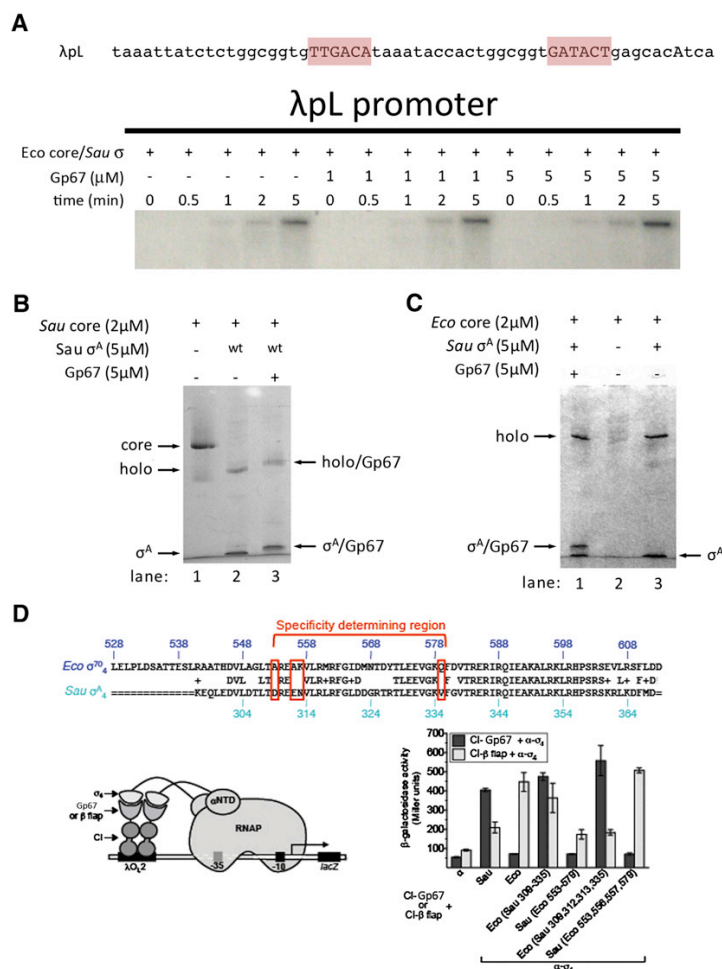 A
λpL taaattatctctggcggtgTTGACAtaaataccactggcggtGATACTgagcacAtca
λpL promoter
Eco core/Sau σ + + + + + + + + + + + + + + +
Gp67 (μM) - - - - - 1 1 1 1 1 5 5 5 5 5
time (min) 0 0.5 1 2 5 0 0.5 1 2 5 0 0.5 1 2 5
B
Sau core (2μM) + + +
Sau σᴬ (5μM) - wt wt
Gp67 (5μM) - - +
core
holo
holo/Gp67
σᴬ
σᴬ/Gp67
lane: 1 2 3
C
Eco core (2μM) + + +
Sau σᴬ (5μM) + - +
Gp67 (5μM) + - -
holo
σᴬ/Gp67
σᴬ
lane: 1 2 3
D
Specificity determining region
528 538 548 558 568 578 588 598 608
Eco σ⁷⁰₄ LELPLDSATTESLRAATHDVLAGLTAREAKVLRMRFGIDMNTDYTLEEVGKQFDVTRERIRQIEAKALRKLRHPSRSEVLRSFLDD
+ DVL L T RE VLR+RFG+D TLEEVGK F VTRERIRQIEAKALRKLRHPSRS+ L+ F+D
Sau σᴬ₄ ==============KEQLEDVLDTLTDREENVLRLRFGLDDGRTRTLEEVGKVFGVTRERIRQIEAKALRKLRHPSRSKRLKDFMD=
304 314 324 334 344 354 364
σ₄
Gp67
or β flap
CI
λO_L2
αNTD
RNAP
-35
-10
lacZ
CI-Gp67 + α-σ₄
CI-β flap + α-σ₄
β-galactosidase activity
(Miller units)
700
600
500
400
300
200
100
CI-Gp67
or
CI-β flap
+
α
Sau
Eco
Eco (Sau 309-335)
Sau (Eco 553-579)
Eco (Sau 309,312,313,335)
Sau (Eco 553,556,557,579)
α-σ₄